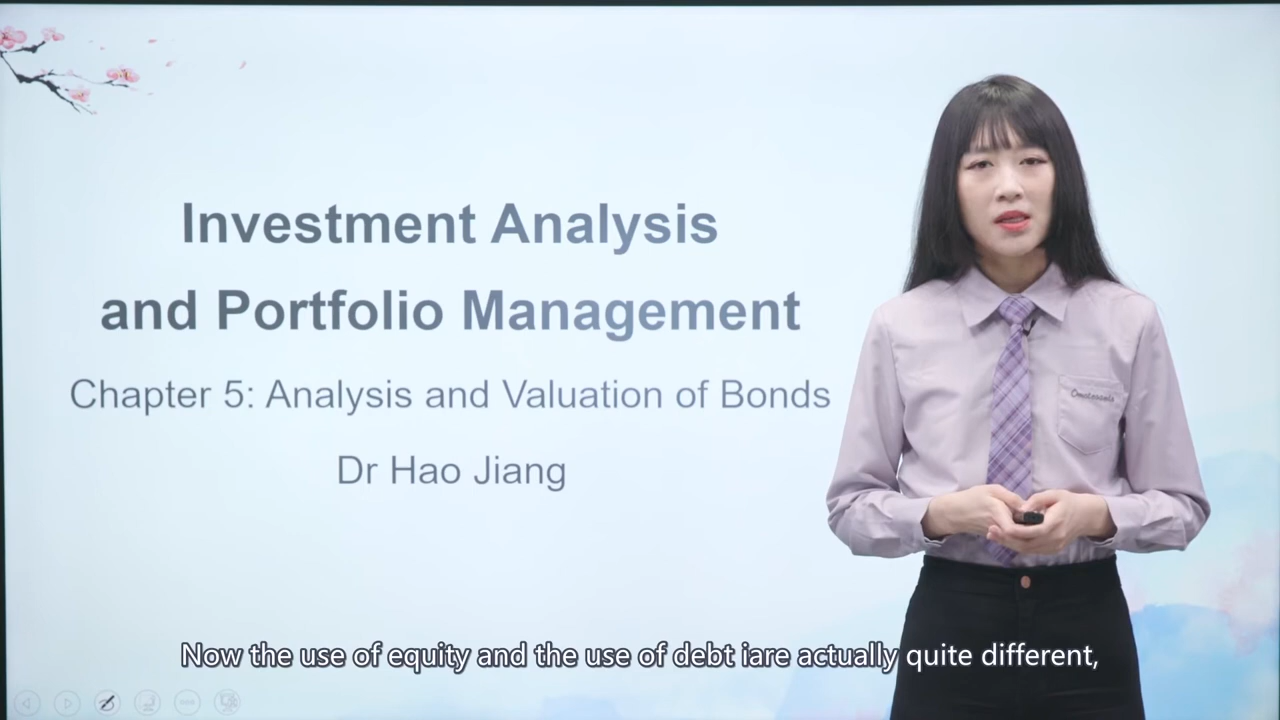 Investment Analysis
and Portfolio Management
Chapter 5: Analysis and Valuation of Bonds
Dr Hao Jiang
Now the use of equity and the use of debt iare actually quite different,